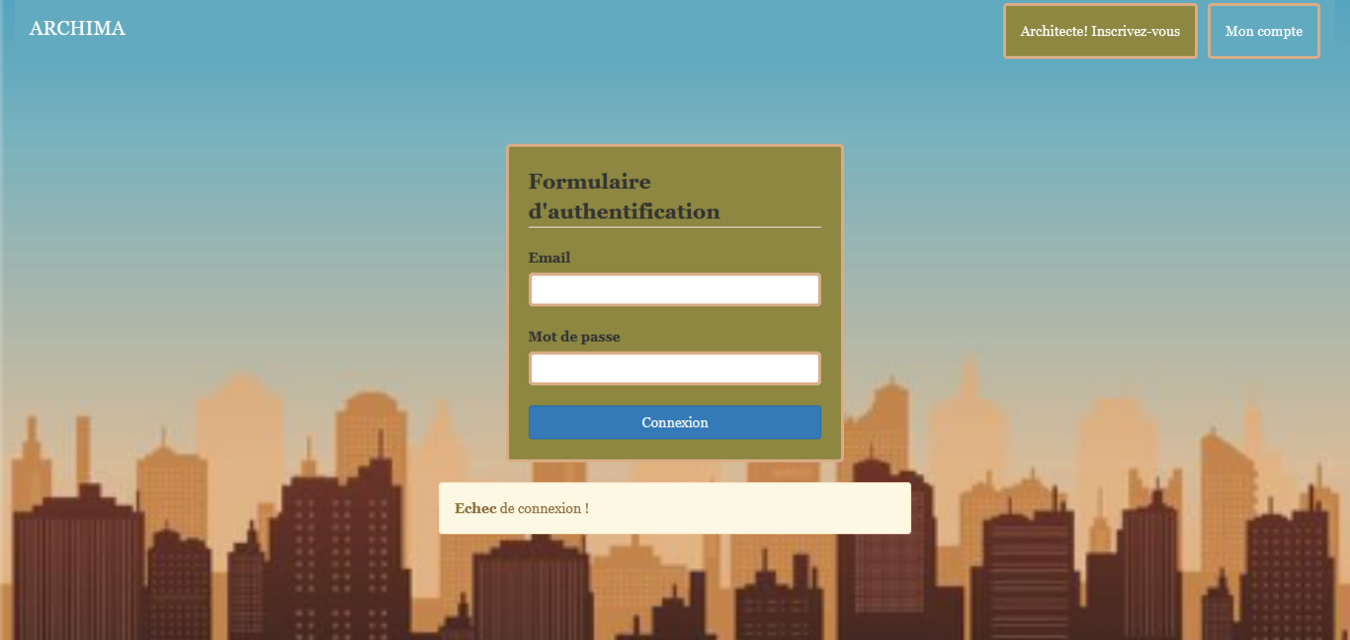 ARCHIMA
Architecte! Inscrivez-vous
Mon compte
Formulaire
d'authentification
Email
Mot de passe
Connexion
Echec de connexion !